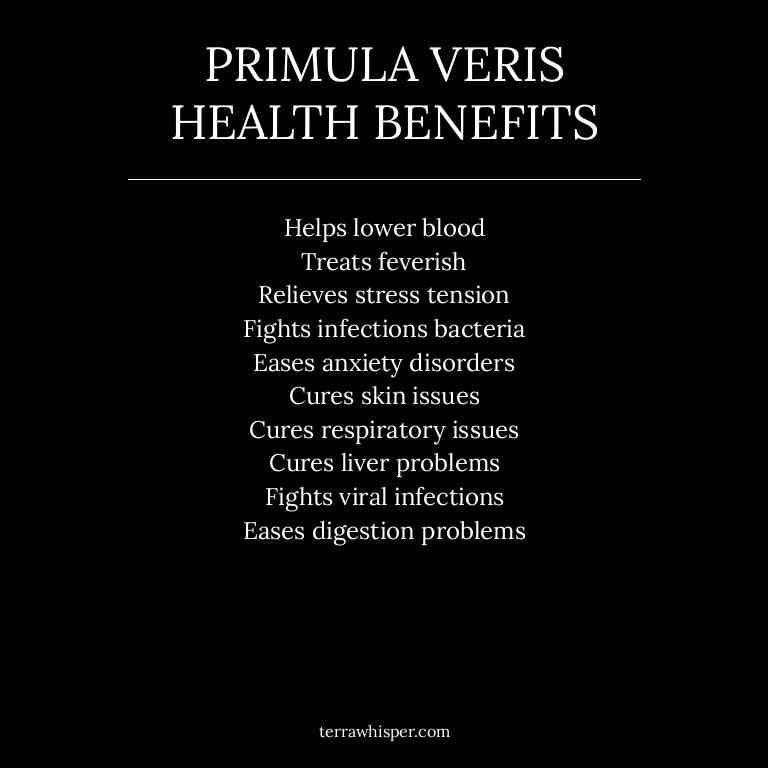 PRIMULA VERIS
HEALTH BENEFITS
Helps lower blood
Treats feverish
Relieves stress tension
Fights infections bacteria
Eases anxiety disorders
Cures skin issues
Cures respiratory issues
Cures liver problems
Fights viral infections
Eases digestion problems
terrawhisper.com